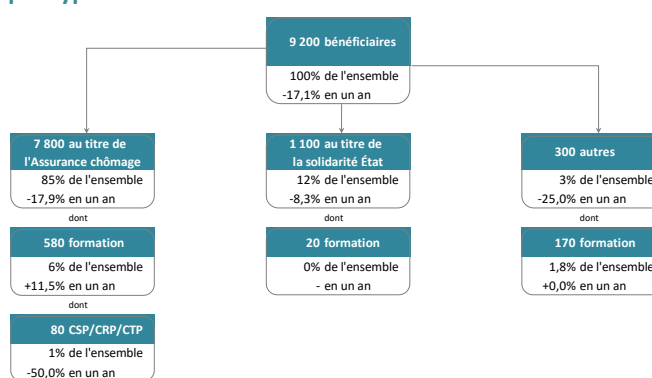 9 200 bénéficiaires
100% de l'ensemble
-17,1% en un an
7 800 au titre de
l'Assurance chômage
85% de l'ensemble
-17,9% en un an
dont
580 formation
6% de l'ensemble
+11,5% en un an
dont
80 CSP/CRP/CTP
1% de l'ensemble
-50,0% en un an
1 100 au titre de
la solidarité État
12% de l'ensemble
-8,3% en un an
dont
20 formation
0% de l'ensemble
- en un an
300 autres
3% de l'ensemble
-25,0% en un an
dont
170 formation
1,8% de l'ensemble
+0,0% en un an